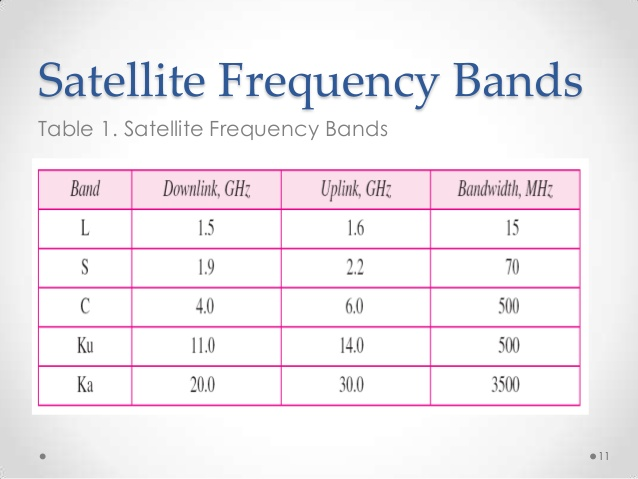 Satellite Frequency Bands
Table 1. Satellite Frequency Bands
Band Downlink, GHz Uplink, GHz Bandwidth, MHz
L 1.5 1.6 15
S 1.9 2.2 70
C 4.0 6.0 500
Ku 11.0 14.0 500
Ka 20.0 30.0 3500
11